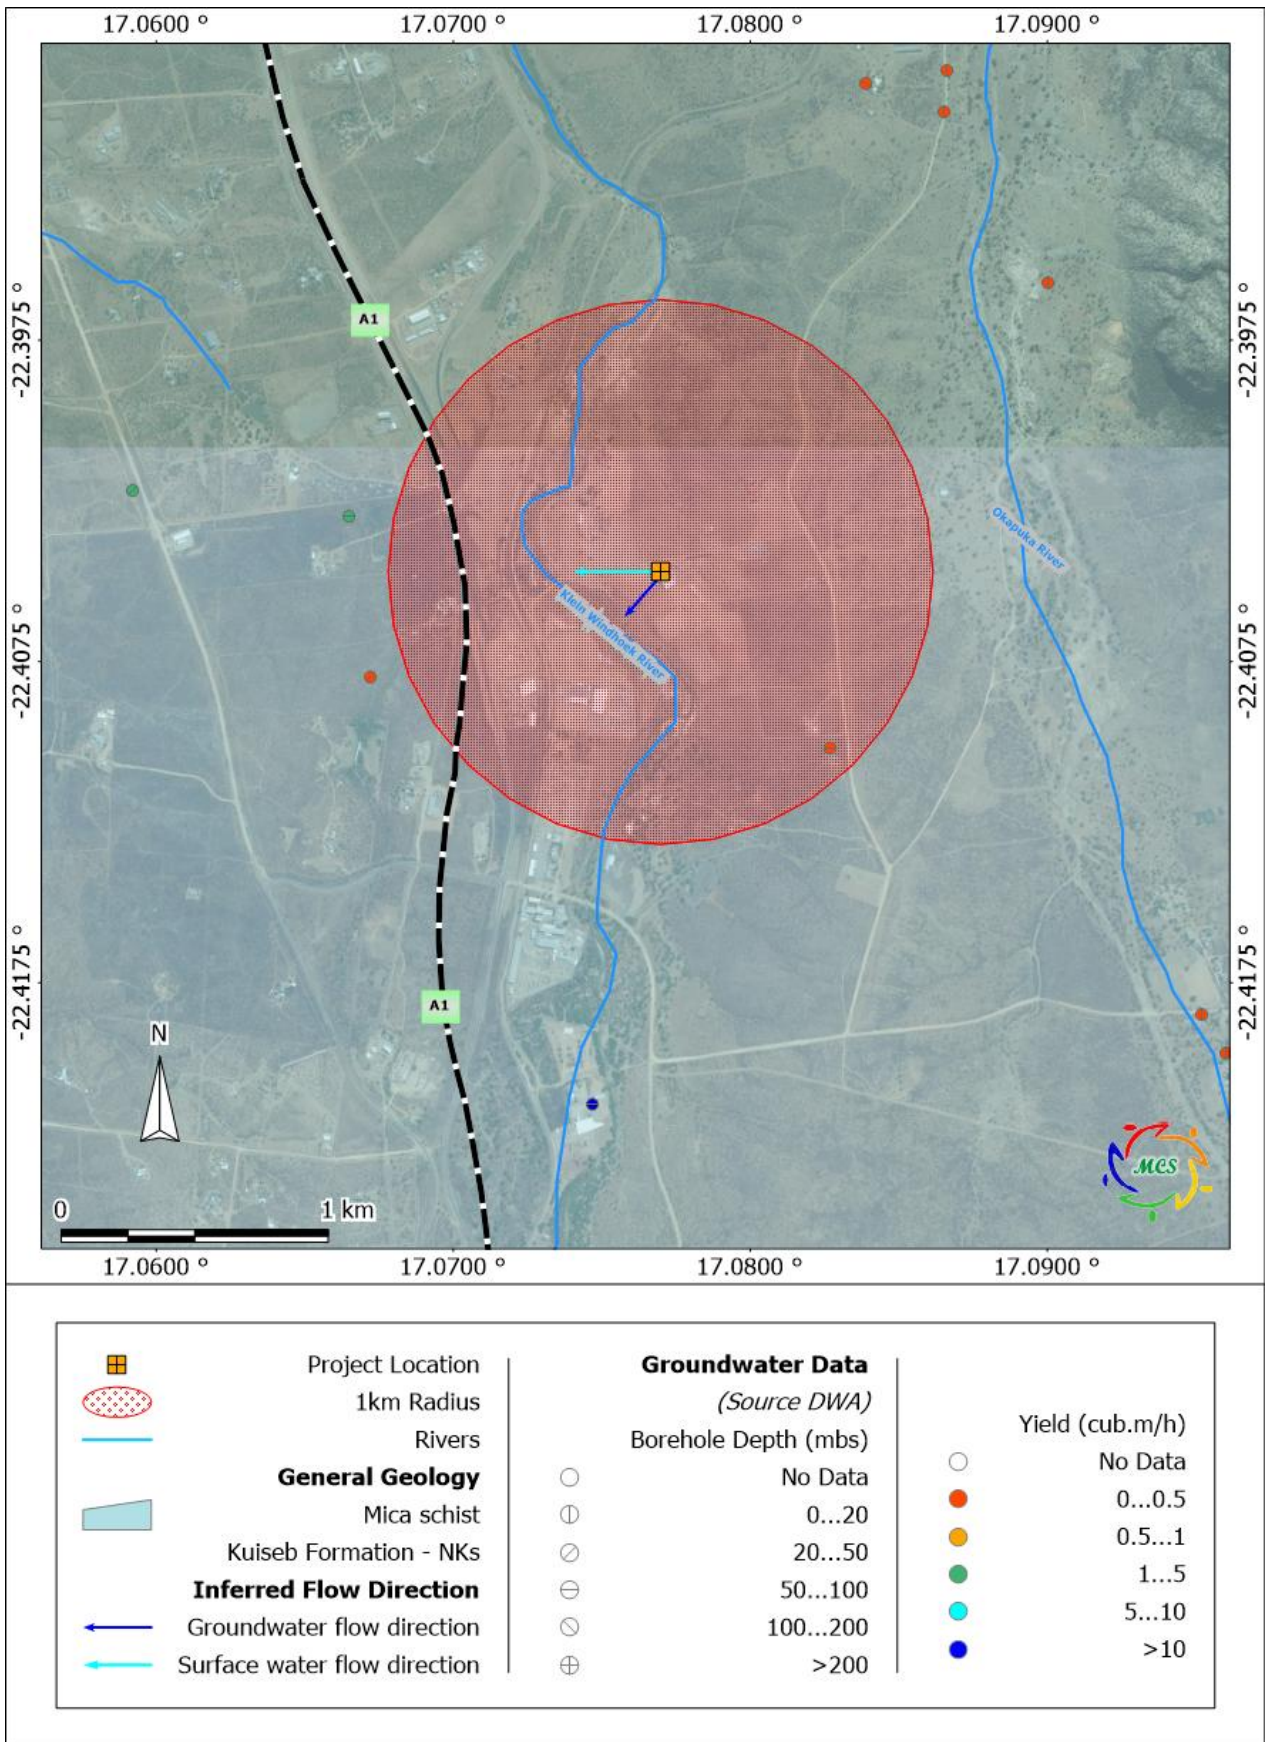 17.0600 °
17.0700 °
17.0800 °
17.0900 °
-22.3975 °
-22.3975 °
A1
Okapuka River
Klein Windhoek River
-22.4075 °
-22.4075 °
-22.4175 °
-22.4175 °
A1
N
MCS
0
1 km
17.0600 °
17.0700 °
17.0800 °
17.0900 °
Project Location
1km Radius
Rivers
General Geology
Mica schist
Kuiseb Formation - NKs
Inferred Flow Direction
Groundwater flow direction
Surface water flow direction
Groundwater Data
(Source DWA)
Borehole Depth (mbs)
No Data
0...20
20...50
50...100
100...200
>200
Yield (cub.m/h)
No Data
0...0.5
0.5...1
1...5
5...10
>10